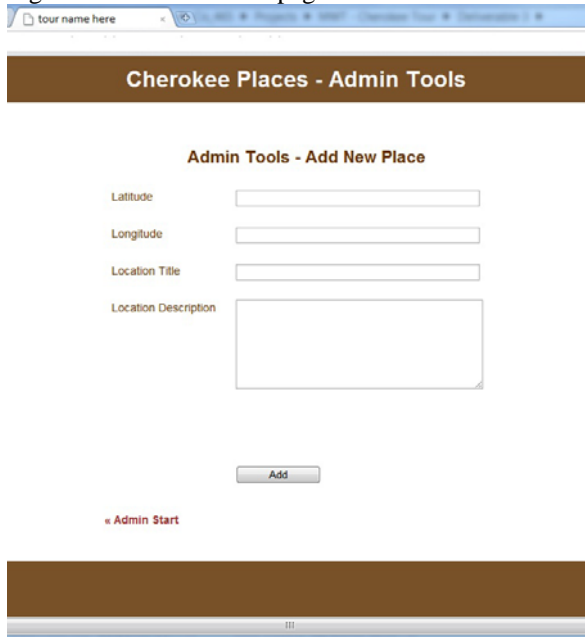 tour name here
Cherokee Places - Admin Tools
Admin Tools - Add New Place
Latitude
Longitude
Location Title
Location Description
Add
« Admin Start